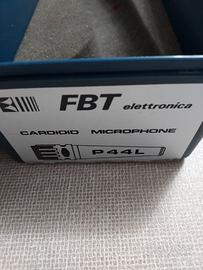 FBT elettronica
CARDIOID MICROPHONE
P44L